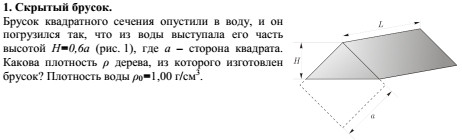 1. Скрытый брусок.
Брусок квадратного сечения опустили в воду, и он
погрузился так, что из воды выступала его часть
высотой H=0,6a (рис. 1), где a – сторона квадрата.
Какова плотность ρ дерева, из которого изготовлен
брусок? Плотность воды ρ₀=1,00 г/см³.
L
H
a